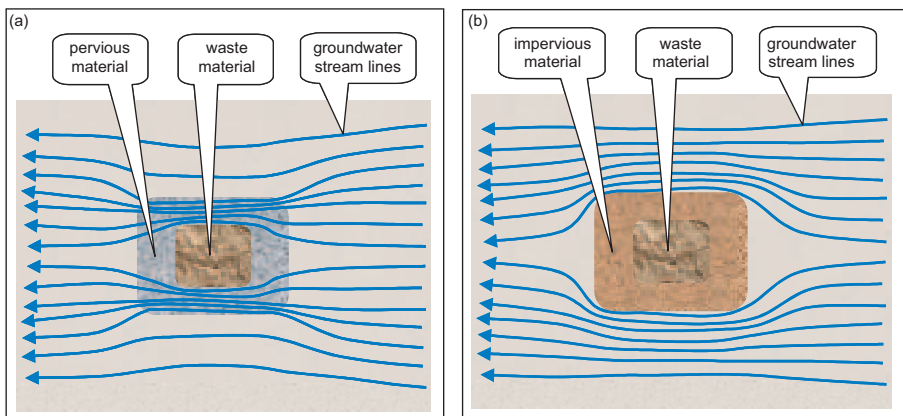 (a)
pervious
material
waste
material
groundwater
stream lines
(b)
impervious
material
waste
material
groundwater
stream lines